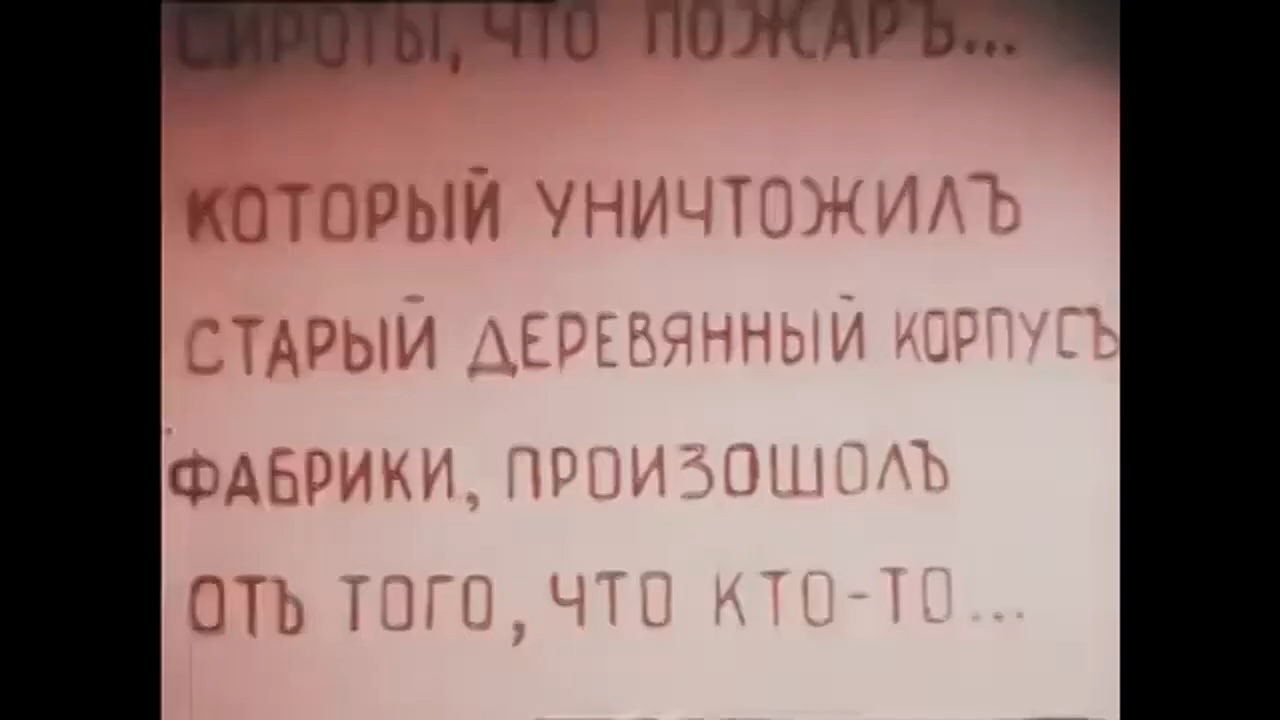 СИРОТЫ, ЧТО ПОЖАРЪ...
КОТОРЫЙ УНИЧТОЖИЛЪ
СТАРЫЙ ДЕРЕВЯННЫЙ КОРПУСЪ
ФАБРИКИ, ПРОИЗОШОЛЪ
ОТЪ ТОГО, ЧТО КТО-ТО...